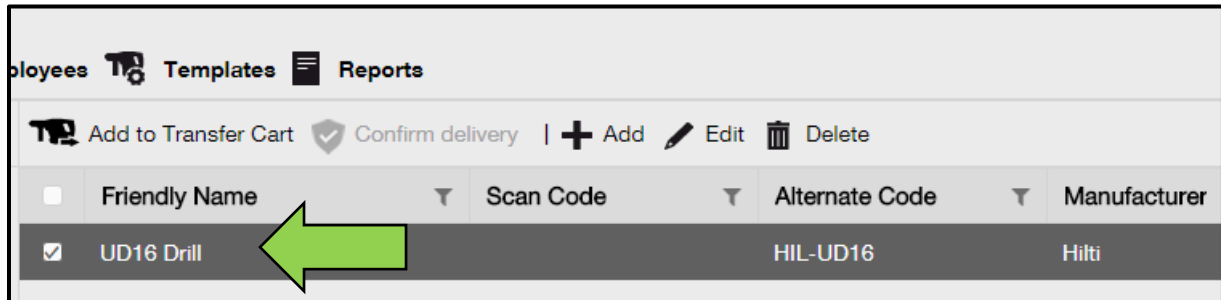 Templates Reports
Add to Transfer Cart Confirm delivery | Add Edit Delete
Friendly Name Scan Code Alternate Code Manufacturer
UD16 Drill HIL-UD16 Hilti